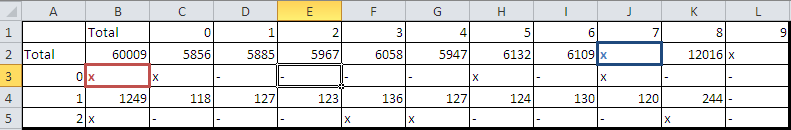 A B C D E F G H I J K L
1 Total 0 1 2 3 4 5 6 7 8 9
2 Total 60009 5856 5885 5967 6058 5947 6132 6109 x 12016 x
3 0 x x - - - - x - x - -
4 1 1249 118 127 123 136 127 124 130 120 244 -
5 2 x - - - x x - - - x -